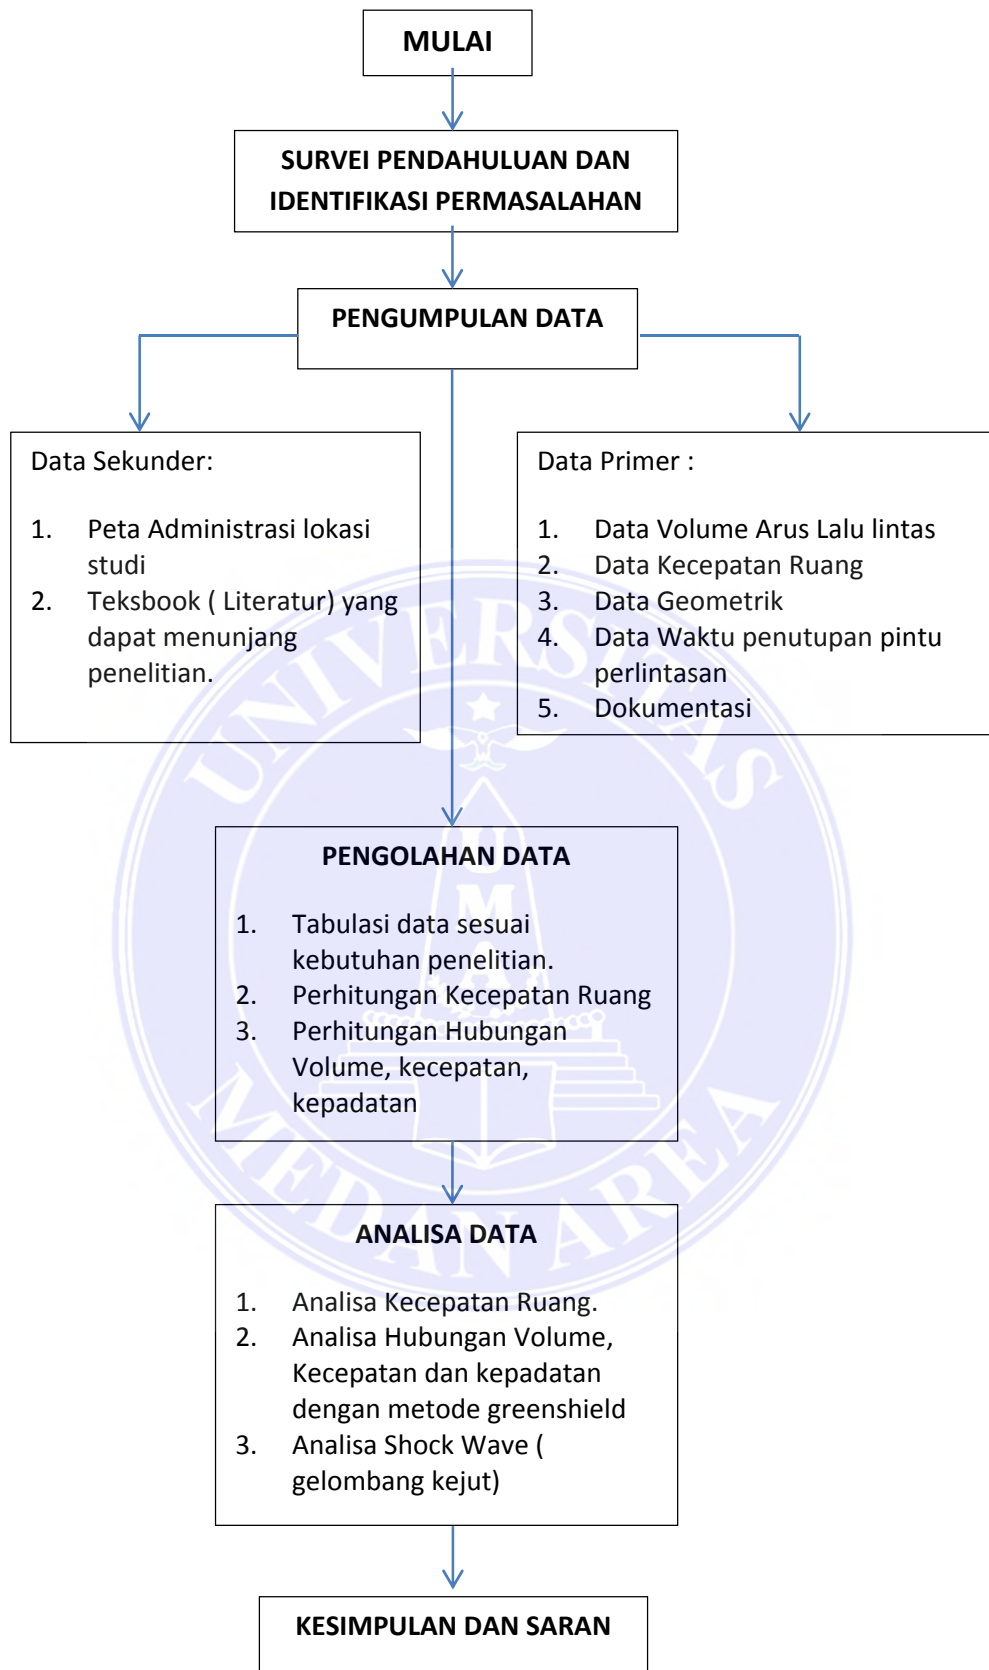 MULAI
SURVEI PENDAHULUAN DAN
IDENTIFIKASI PERMASALAHAN
PENGUMPULAN DATA
Data Sekunder:
1. Peta Administrasi lokasi
studi
2. Teksbook ( Literatur) yang
dapat menunjang
penelitian.
Data Primer :
1. Data Volume Arus Lalu lintas
2. Data Kecepatan Ruang
3. Data Geometrik
4. Data Waktu penutupan pintu
perlintasan
5. Dokumentasi
UNIVERSITAS
UMA
MEDAN AREA
PENGOLAHAN DATA
1. Tabulasi data sesuai
kebutuhan penelitian.
2. Perhitungan Kecepatan Ruang
3. Perhitungan Hubungan
Volume, kecepatan,
kepadatan
ANALISA DATA
1. Analisa Kecepatan Ruang.
2. Analisa Hubungan Volume,
Kecepatan dan kepadatan
dengan metode greenshield
3. Analisa Shock Wave (
gelombang kejut)
KESIMPULAN DAN SARAN